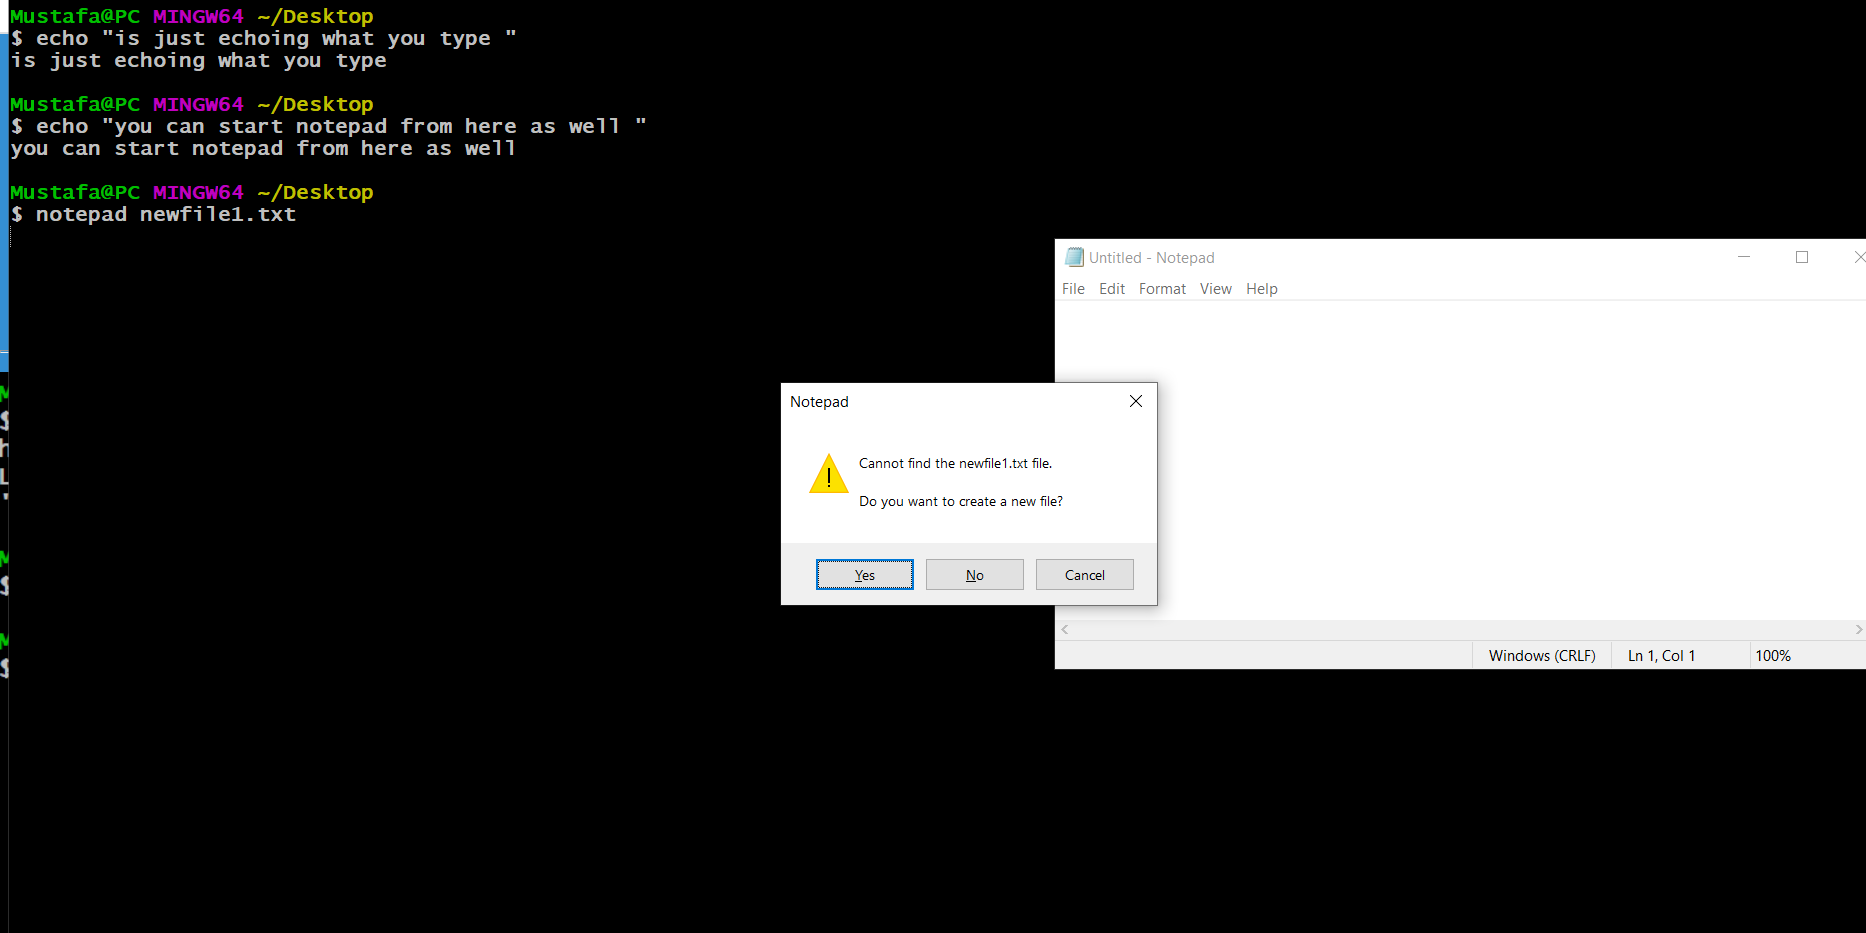 Mustafa@PC MINGW64 ~/Desktop
$ echo "is just echoing what you type "
is just echoing what you type
Mustafa@PC MINGW64 ~/Desktop
$ echo "you can start notepad from here as well "
you can start notepad from here as well
Mustafa@PC MINGW64 ~/Desktop
$ notepad newfile1.txt
Untitled - Notepad
File Edit Format View Help
Notepad
Cannot find the newfile1.txt file.
Do you want to create a new file?
Yes No Cancel
Windows (CRLF) Ln 1, Col 1 100%